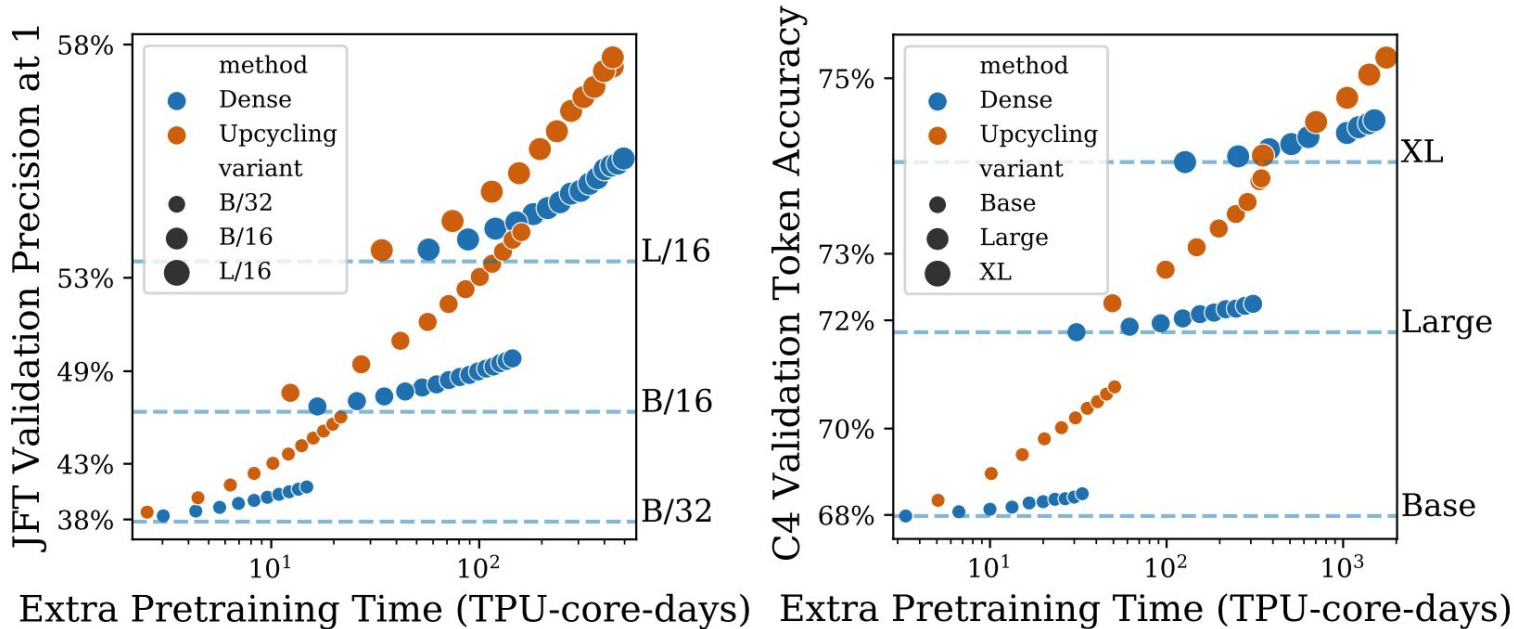 JFT Validation Precision at 1
58%
53%
49%
43%
38%
method
Dense
Upcycling
variant
B/32
B/16
L/16
L/16
B/16
B/32
10^1
10^2
Extra Pretraining Time (TPU-core-days)
C4 Validation Token Accuracy
75%
73%
72%
70%
68%
method
Dense
Upcycling
variant
Base
Large
XL
XL
Large
Base
10^1
10^2
10^3
Extra Pretraining Time (TPU-core-days)